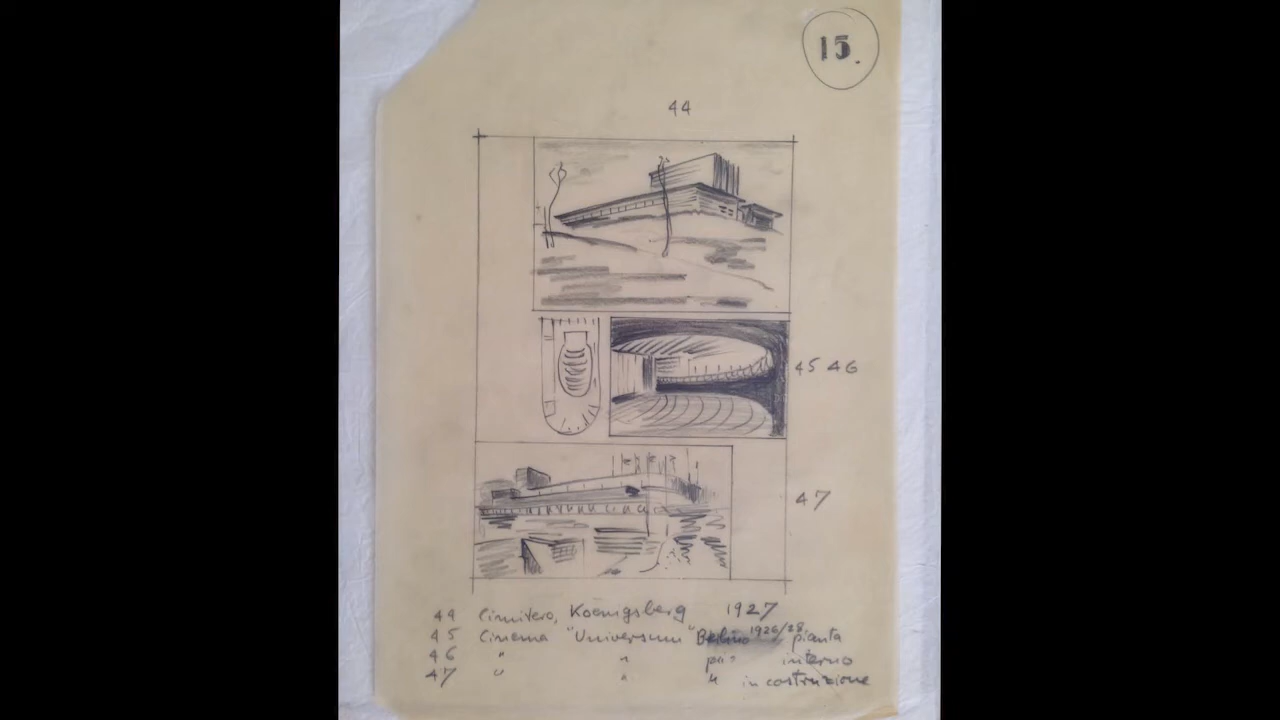 15.
44
45 46
47
44 Cimitero, Koenigsberg 1927
45 Cinema "Universum" Berlino 1926/28 pianta
46 " " " interno
47 " " " in costruzione